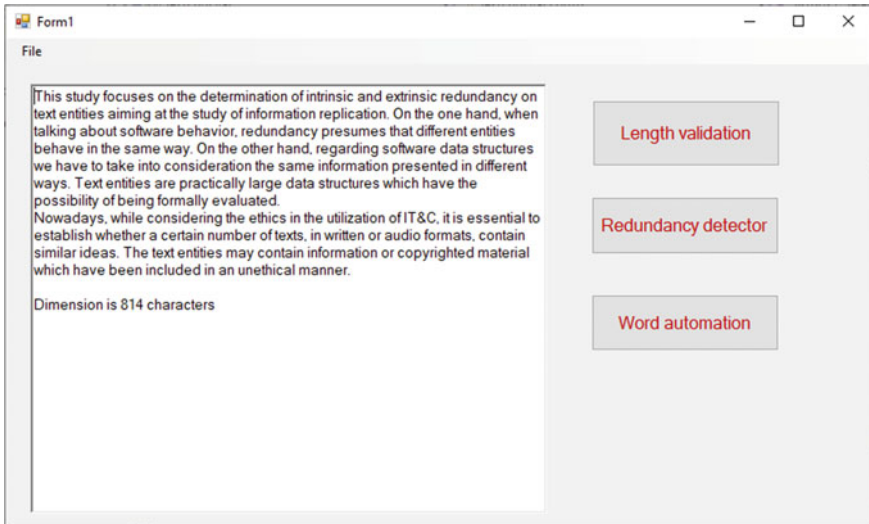 Form1
File
This study focuses on the determination of intrinsic and extrinsic redundancy on
text entities aiming at the study of information replication. On the one hand, when
talking about software behavior, redundancy presumes that different entities
behave in the same way. On the other hand, regarding software data structures
we have to take into consideration the same information presented in different
ways. Text entities are practically large data structures which have the
possibility of being formally evaluated.
Nowadays, while considering the ethics in the utilization of IT&C, it is essential to
establish whether a certain number of texts, in written or audio formats, contain
similar ideas. The text entities may contain information or copyrighted material
which have been included in an unethical manner.
Dimension is 814 characters
Length validation
Redundancy detector
Word automation